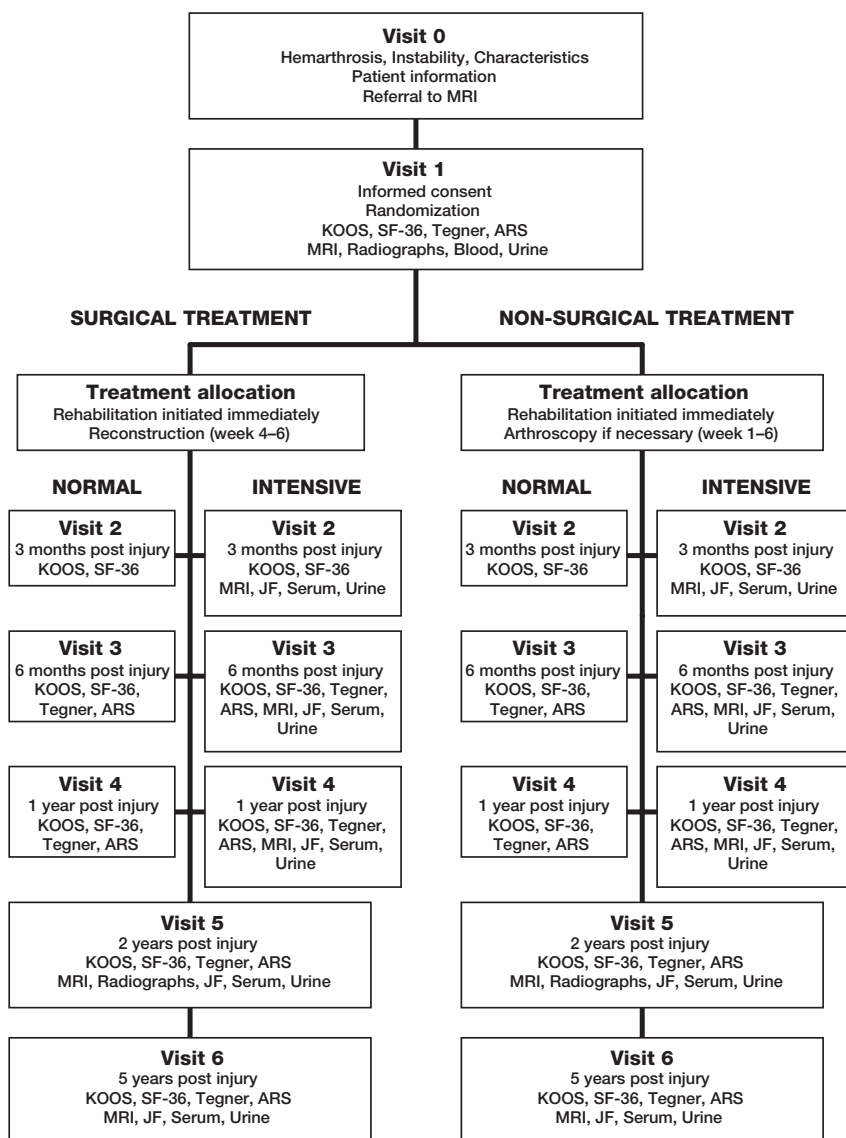 Visit 0
Hemarthrosis, Instability, Characteristics
Patient information
Referral to MRI
Visit 1
Informed consent
Randomization
KOOS, SF-36, Tegner, ARS
MRI, Radiographs, Blood, Urine
SURGICAL TREATMENT
NON-SURGICAL TREATMENT
Treatment allocation
Rehabilitation initiated immediately
Reconstruction (week 4–6)
Treatment allocation
Rehabilitation initiated immediately
Arthroscopy if necessary (week 1–6)
NORMAL
INTENSIVE
NORMAL
INTENSIVE
Visit 2
3 months post injury
KOOS, SF-36
Visit 2
3 months post injury
KOOS, SF-36
MRI, JF, Serum, Urine
Visit 2
3 months post injury
KOOS, SF-36
Visit 2
3 months post injury
KOOS, SF-36
MRI, JF, Serum, Urine
Visit 3
6 months post injury
KOOS, SF-36,
Tegner, ARS
Visit 3
6 months post injury
KOOS, SF-36, Tegner,
ARS, MRI, JF, Serum,
Urine
Visit 3
6 months post injury
KOOS, SF-36,
Tegner, ARS
Visit 3
6 months post injury
KOOS, SF-36, Tegner,
ARS, MRI, JF, Serum,
Urine
Visit 4
1 year post injury
KOOS, SF-36,
Tegner, ARS
Visit 4
1 year post injury
KOOS, SF-36, Tegner,
ARS, MRI, JF, Serum,
Urine
Visit 4
1 year post injury
KOOS, SF-36,
Tegner, ARS
Visit 4
1 year post injury
KOOS, SF-36, Tegner,
ARS, MRI, JF, Serum,
Urine
Visit 5
2 years post injury
KOOS, SF-36, Tegner, ARS
MRI, Radiographs, JF, Serum, Urine
Visit 5
2 years post injury
KOOS, SF-36, Tegner, ARS
MRI, Radiographs, JF, Serum, Urine
Visit 6
5 years post injury
KOOS, SF-36, Tegner, ARS
MRI, JF, Serum, Urine
Visit 6
5 years post injury
KOOS, SF-36, Tegner, ARS
MRI, JF, Serum, Urine